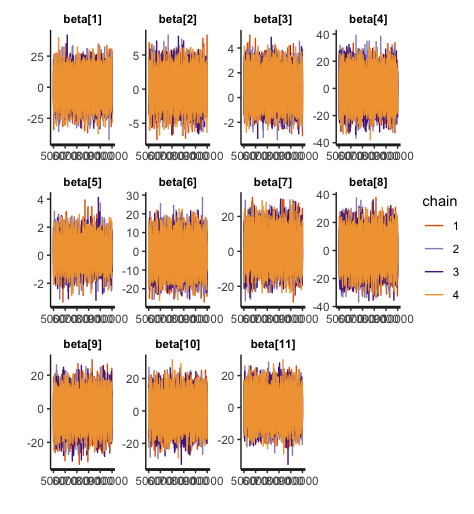 beta[1] beta[2] beta[3] beta[4]
25 0 -25
5 0 -5
4 2 0 -2
40 20 0 -20 -40
beta[5] beta[6] beta[7] beta[8]
4 2 0 -2
30 20 10 0 -10 -20
20 0 -20
40 20 0 -20 -40
chain
1
2
3
4
beta[9] beta[10] beta[11]
20 0 -20
20 0 -20
20 0 -20